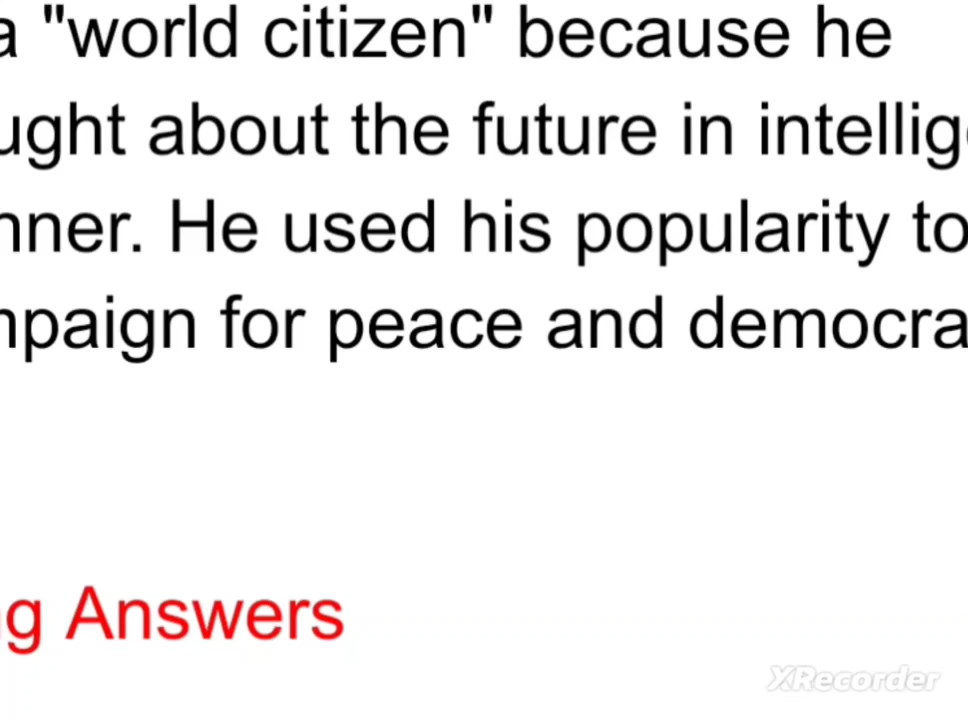 a "world citizen" because he
ught about the future in intellig
nner. He used his popularity to
mpaign for peace and democra
g Answers
XRecorder